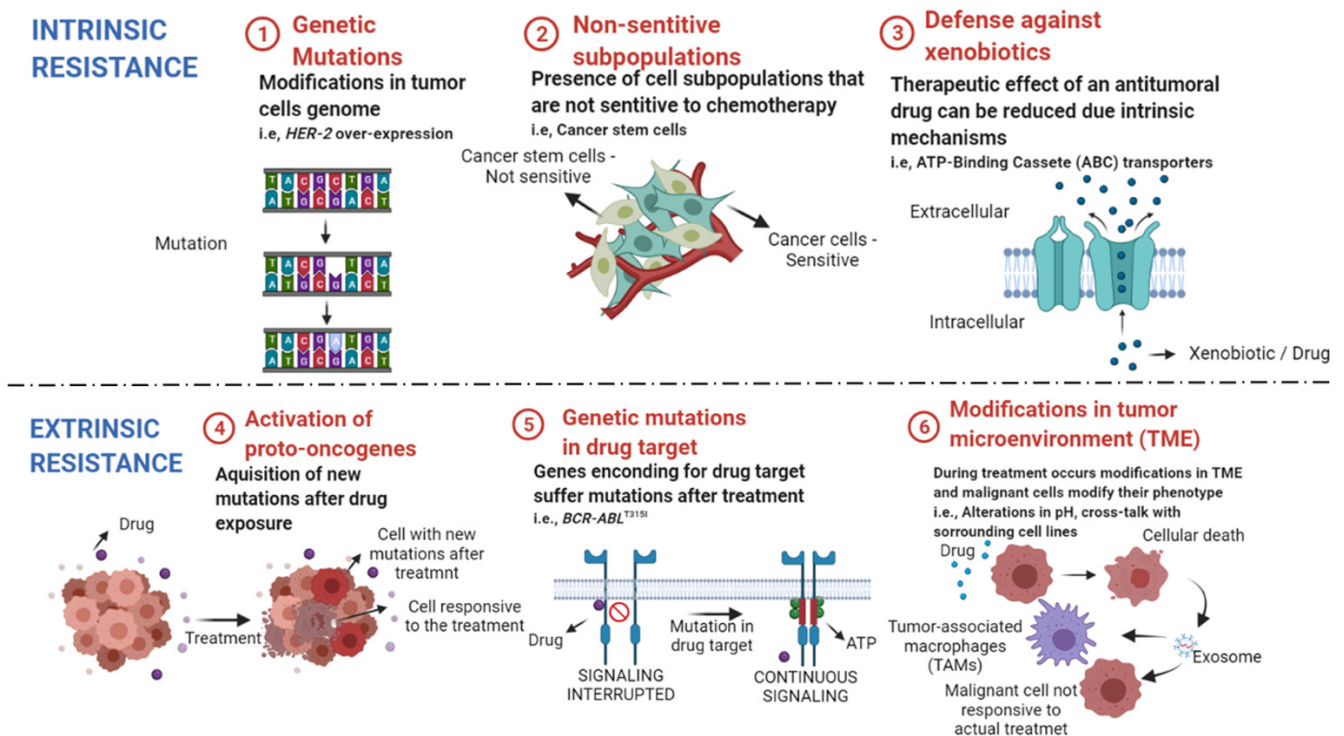 INTRINSIC
RESISTANCE
1
Genetic
Mutations
Modifications in tumor
cells genome
i.e, HER-2 over-expression
Mutation
T A C G C T G A
A T G C G A C T
T A C G T G A
A T G C G A C T
T A C G A T G A
A T G C G A C T
2
Non-sentitive
subpopulations
Presence of cell subpopulations that
are not sentitive to chemotherapy
i.e, Cancer stem cells
Cancer stem cells -
Not sensitive
Cancer cells -
Sensitive
3
Defense against
xenobiotics
Therapeutic effect of an antitumoral
drug can be reduced due intrinsic
mechanisms
i.e, ATP-Binding Cassete (ABC) transporters
Extracellular
Intracellular
Xenobiotic / Drug
EXTRINSIC
RESISTANCE
4
Activation of
proto-oncogenes
Aquisition of new
mutations after drug
exposure
Drug
Treatment
Cell with new
mutations after
treatmnt
Cell responsive
to the treatment
5
Genetic mutations
in drug target
Genes enconding for drug target
suffer mutations after treatment
i.e., BCR-ABLT315I
Drug
SIGNALING
INTERRUPTED
Mutation in
drug target
ATP
CONTINUOUS
SIGNALING
6
Modifications in tumor
microenvironment (TME)
During treatment occurs modifications in TME
and malignant cells modify their phenotype
i.e., Alterations in pH, cross-talk with
sorrounding cell lines
Drug
Cellular death
Tumor-associated
macrophages
(TAMs)
Exosome
Malignant cell not
responsive to
actual treatmet